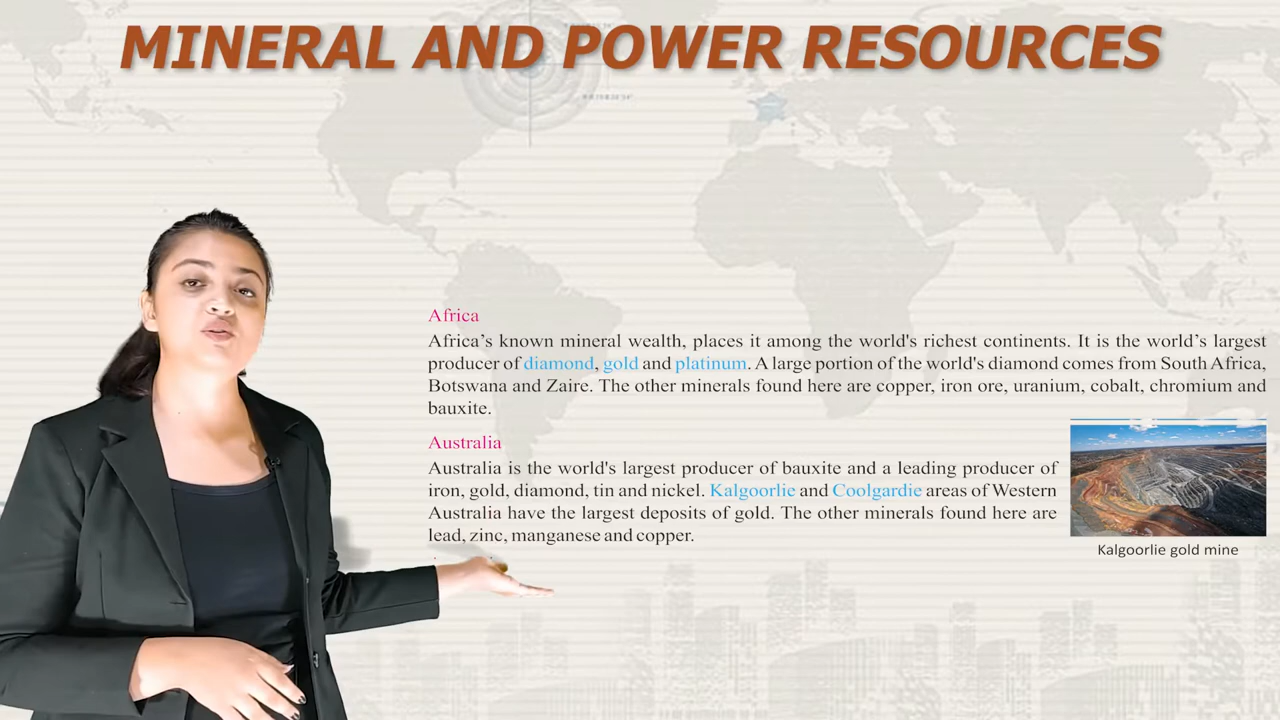 MINERAL AND POWER RESOURCES
Africa
Africa’s known mineral wealth, places it among the world's richest continents. It is the world’s largest
producer of diamond, gold and platinum. A large portion of the world's diamond comes from South Africa,
Botswana and Zaire. The other minerals found here are copper, iron ore, uranium, cobalt, chromium and
bauxite.
Australia
Australia is the world's largest producer of bauxite and a leading producer of
iron, gold, diamond, tin and nickel. Kalgoorlie and Coolgardie areas of Western
Australia have the largest deposits of gold. The other minerals found here are
lead, zinc, manganese and copper.
Kalgoorlie gold mine